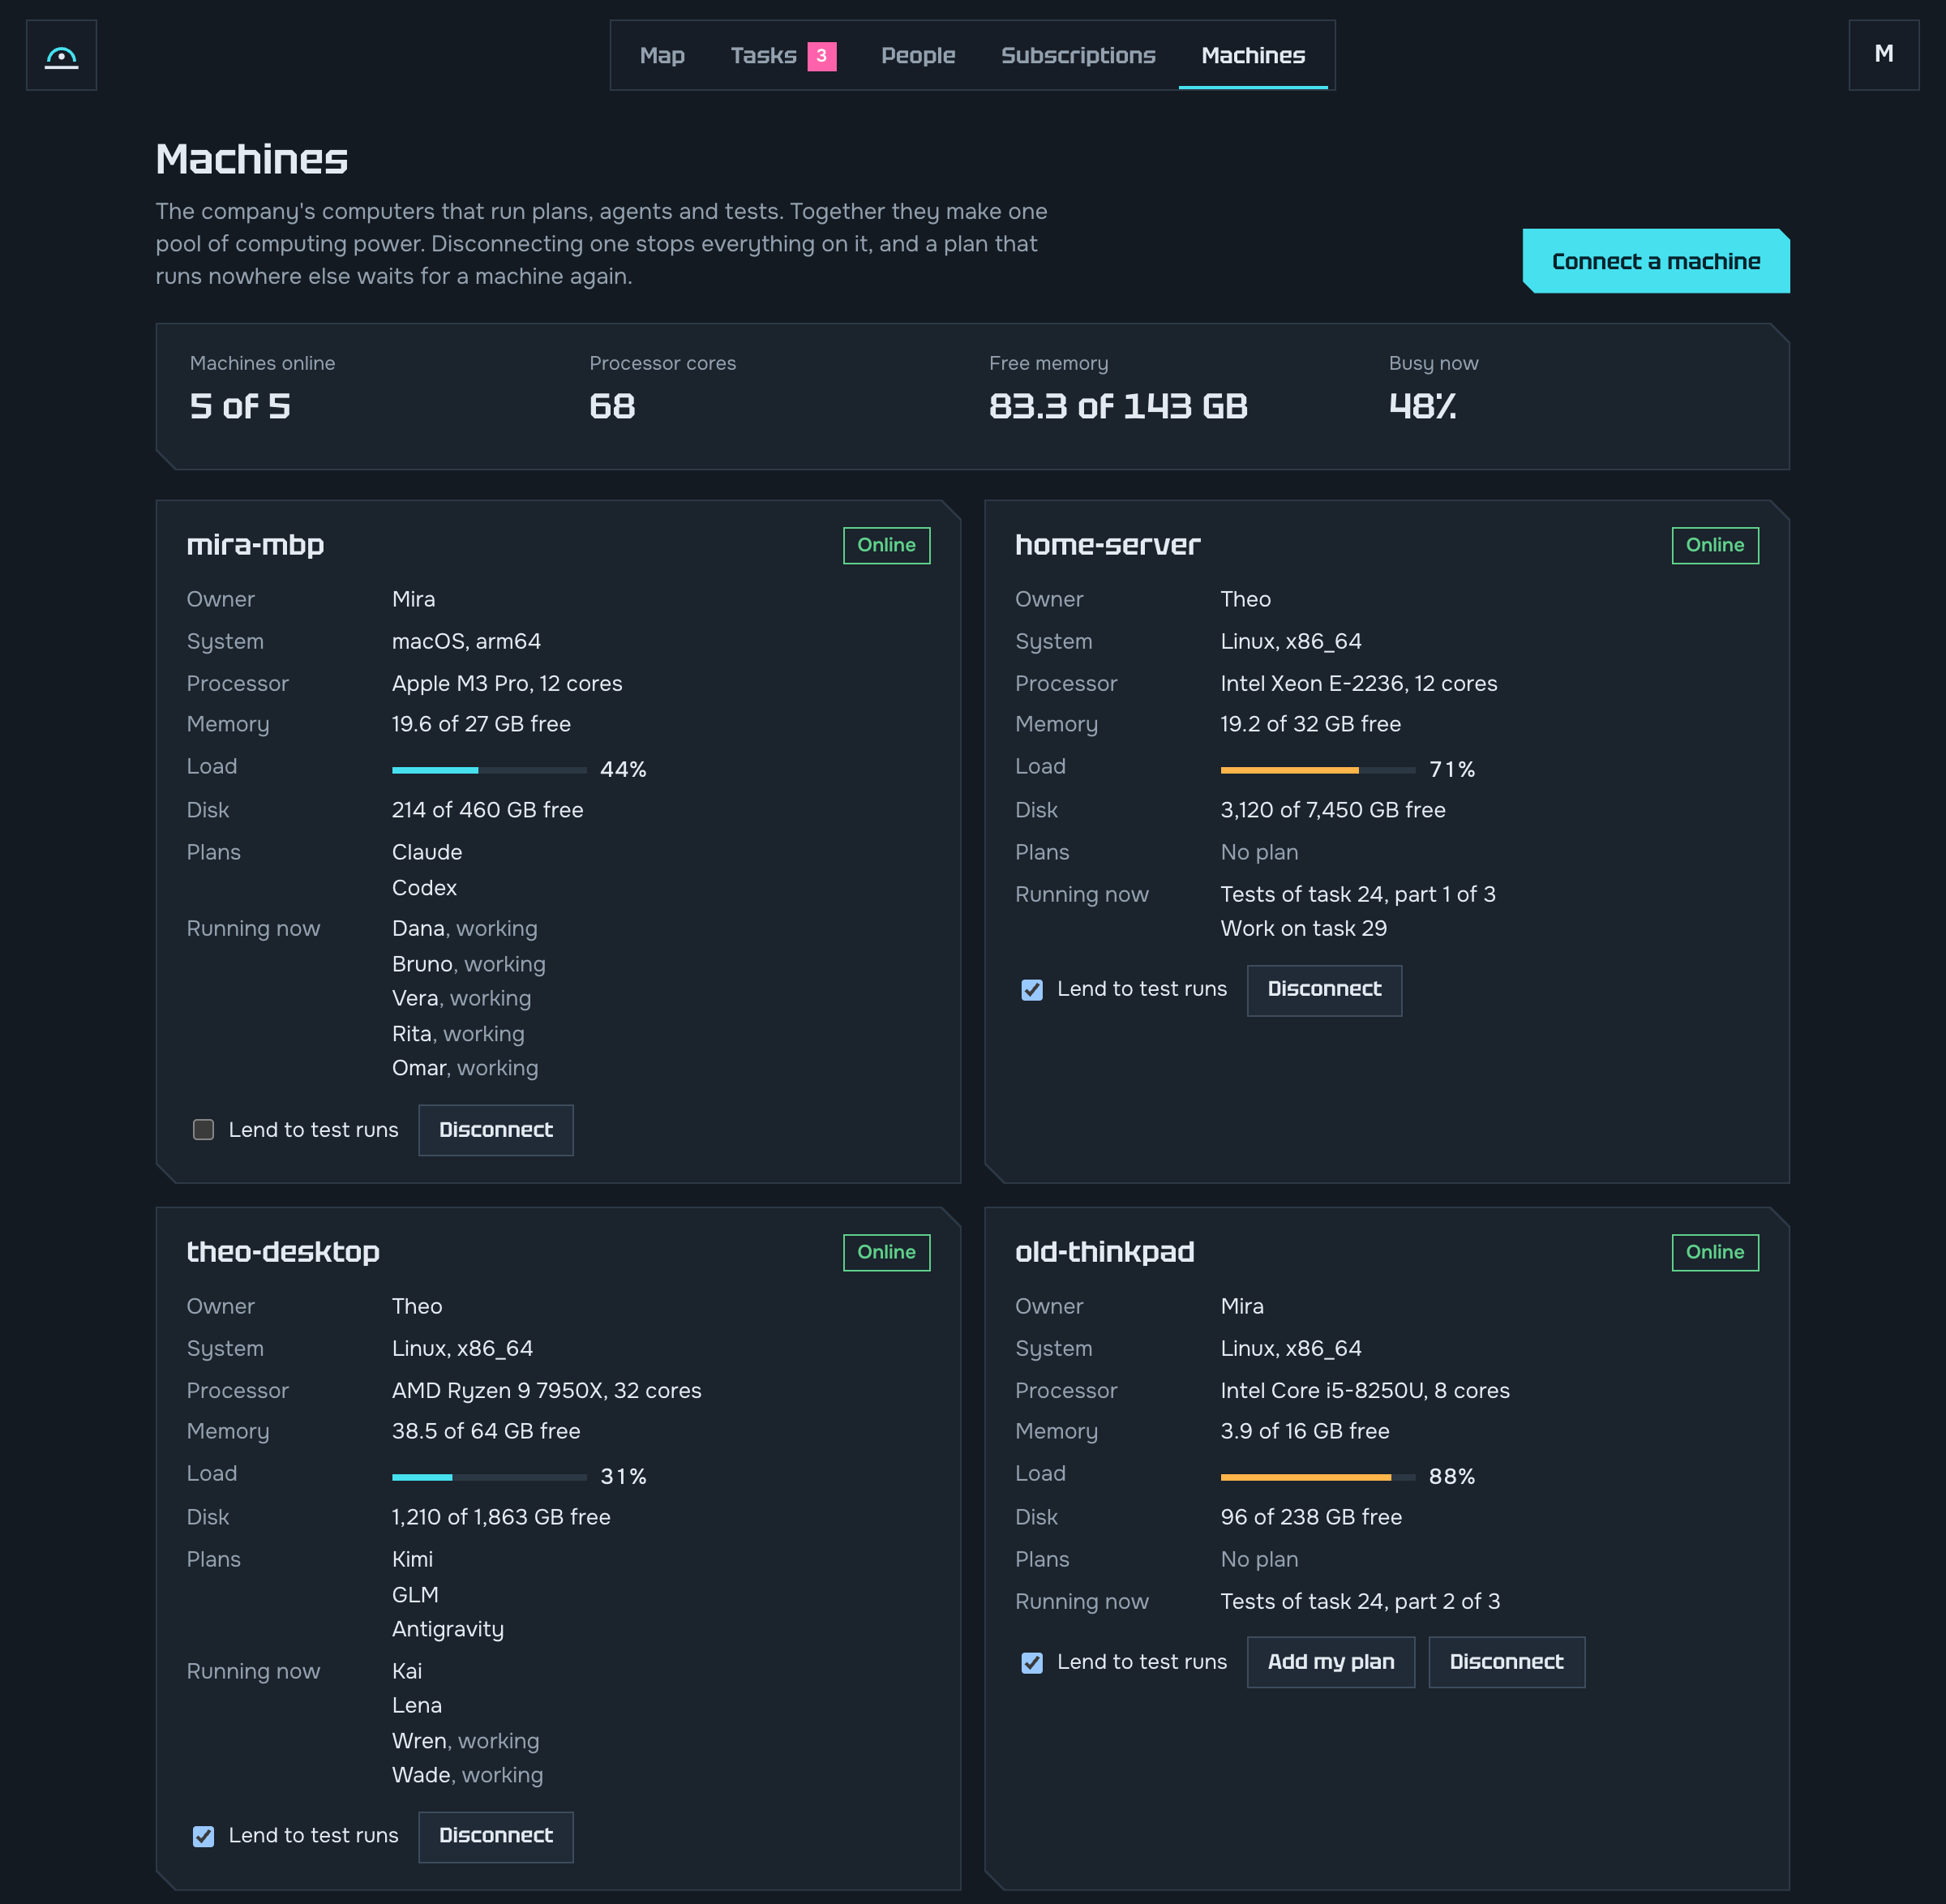 Map
Tasks 3
People
Subscriptions
Machines
M
Machines
The company's computers that run plans, agents and tests. Together they make one
pool of computing power. Disconnecting one stops everything on it, and a plan that
runs nowhere else waits for a machine again.
Connect a machine
Machines online
5 of 5
Processor cores
68
Free memory
83.3 of 143 GB
Busy now
48%
mira-mbp
Online
Owner Mira
System macOS, arm64
Processor Apple M3 Pro, 12 cores
Memory 19.6 of 27 GB free
Load 44%
Disk 214 of 460 GB free
Plans Claude
Codex
Running now Dana, working
Bruno, working
Vera, working
Rita, working
Omar, working
Lend to test runs Disconnect
home-server
Online
Owner Theo
System Linux, x86_64
Processor Intel Xeon E-2236, 12 cores
Memory 19.2 of 32 GB free
Load 71%
Disk 3,120 of 7,450 GB free
Plans No plan
Running now Tests of task 24, part 1 of 3
Work on task 29
Lend to test runs Disconnect
theo-desktop
Online
Owner Theo
System Linux, x86_64
Processor AMD Ryzen 9 7950X, 32 cores
Memory 38.5 of 64 GB free
Load 31%
Disk 1,210 of 1,863 GB free
Plans Kimi
GLM
Antigravity
Running now Kai
Lena
Wren, working
Wade, working
Lend to test runs Disconnect
old-thinkpad
Online
Owner Mira
System Linux, x86_64
Processor Intel Core i5-8250U, 8 cores
Memory 3.9 of 16 GB free
Load 88%
Disk 96 of 238 GB free
Plans No plan
Running now Tests of task 24, part 2 of 3
Lend to test runs Add my plan Disconnect